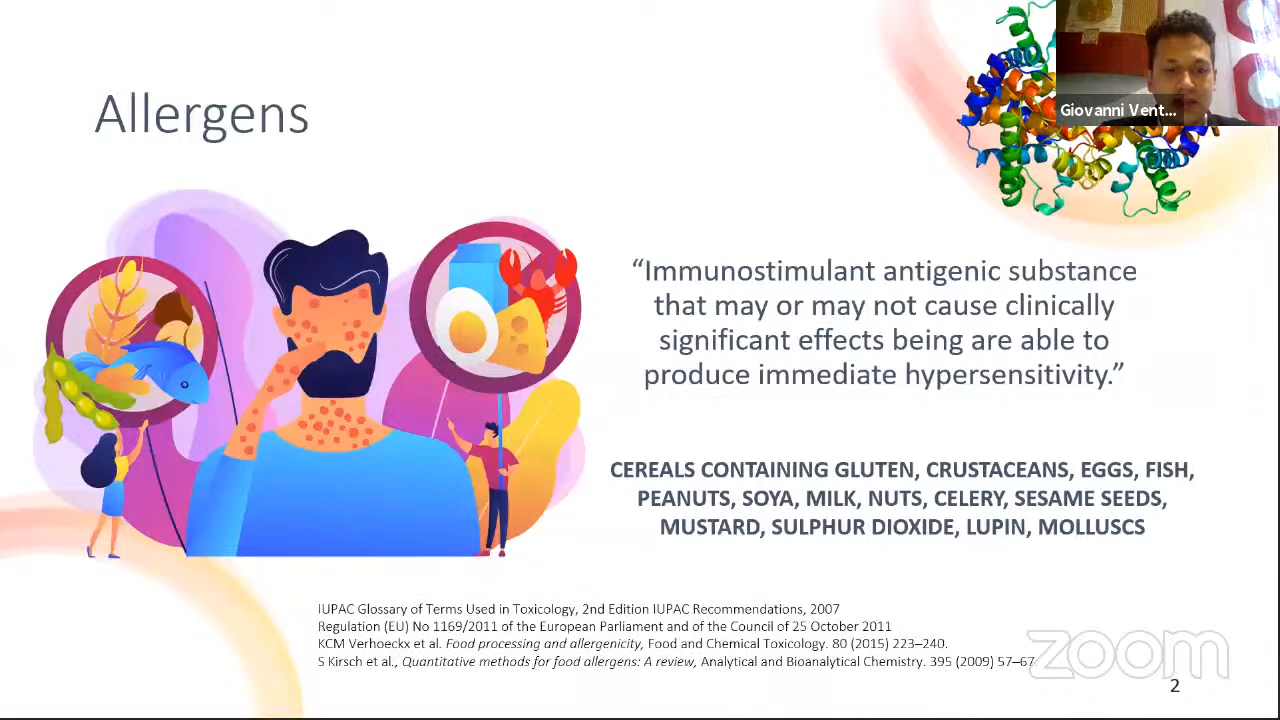 Giovanni Vent...
Allergens
“Immunostimulant antigenic substance
that may or may not cause clinically
significant effects being are able to
produce immediate hypersensitivity.”
CEREALS CONTAINING GLUTEN, CRUSTACEANS, EGGS, FISH,
PEANUTS, SOYA, MILK, NUTS, CELERY, SESAME SEEDS,
MUSTARD, SULPHUR DIOXIDE, LUPIN, MOLLUSCS
IUPAC Glossary of Terms Used in Toxicology, 2nd Edition IUPAC Recommendations, 2007
Regulation (EU) No 1169/2011 of the European Parliament and of the Council of 25 October 2011
KCM Verhoeckx et al. Food processing and allergenicity, Food and Chemical Toxicology. 80 (2015) 223–240.
S Kirsch et al., Quantitative methods for food allergens: A review, Analytical and Bioanalytical Chemistry. 395 (2009) 57–67.
zoom
2